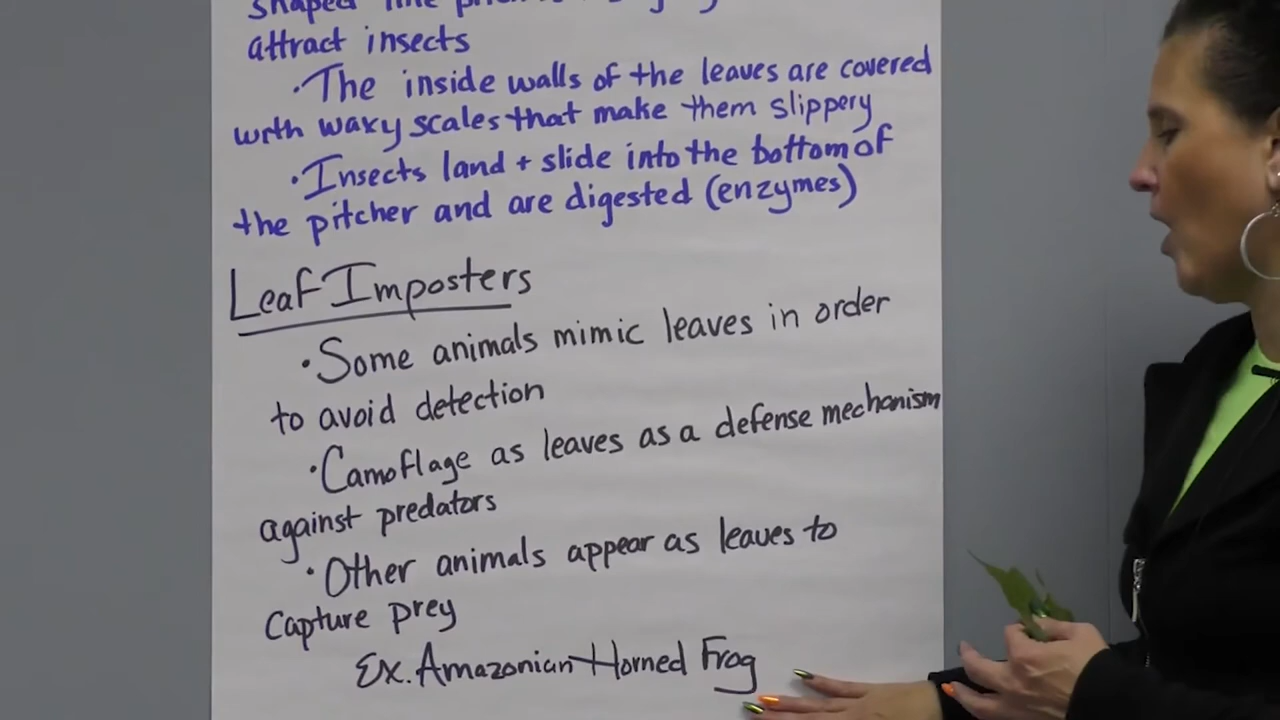 shaped like
attract insects
·The inside walls of the leaves are covered
with waxy scales that make them slippery
·Insects land + slide into the bottom of
the pitcher and are digested (enzymes)
Leaf Imposters
·Some animals mimic leaves in order
to avoid detection
·Camoflage as leaves as a defense mechanism
against predators
·Other animals appear as leaves to
capture prey
Ex. Amazonian Horned Frog